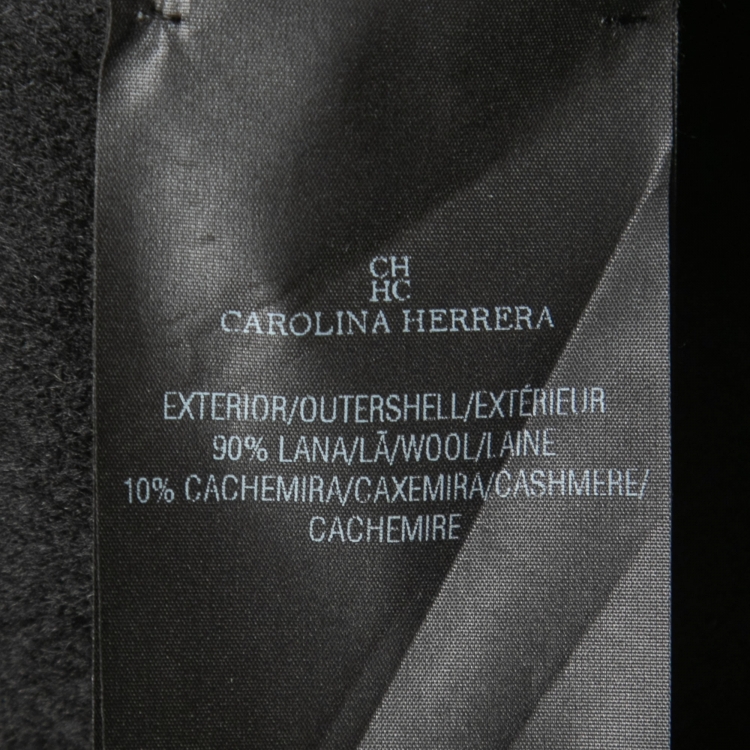 CH
HC
CAROLINA HERRERA
EXTERIOR/OUTERSHELL/EXTÉRIEUR
90% LANA/LÃ/WOOL/LAINE
10% CACHEMIRA/CAXEMIRA/CASHMERE/
CACHEMIRE